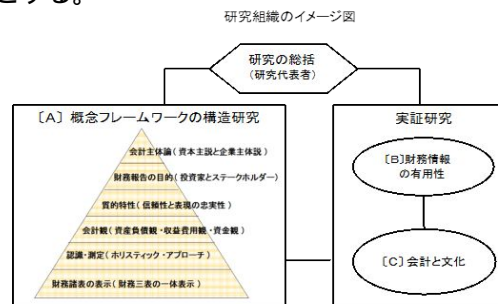 とする。
研究組織のイメージ図
研究の総括
(研究代表者)
〔A〕概念フレームワークの構造研究
会計主体論(資本主説と企業主体説)
財務報告の目的(投資家とステークホルダー)
質的特性(信頼性と表現の忠実性)
会計観(資産負債観・収益費用観・資金観)
認識・測定(ホリスティック・アプローチ)
財務諸表の表示(財務三表の一体表示)
実証研究
〔B〕財務情報
の有用性
〔C〕会計と文化